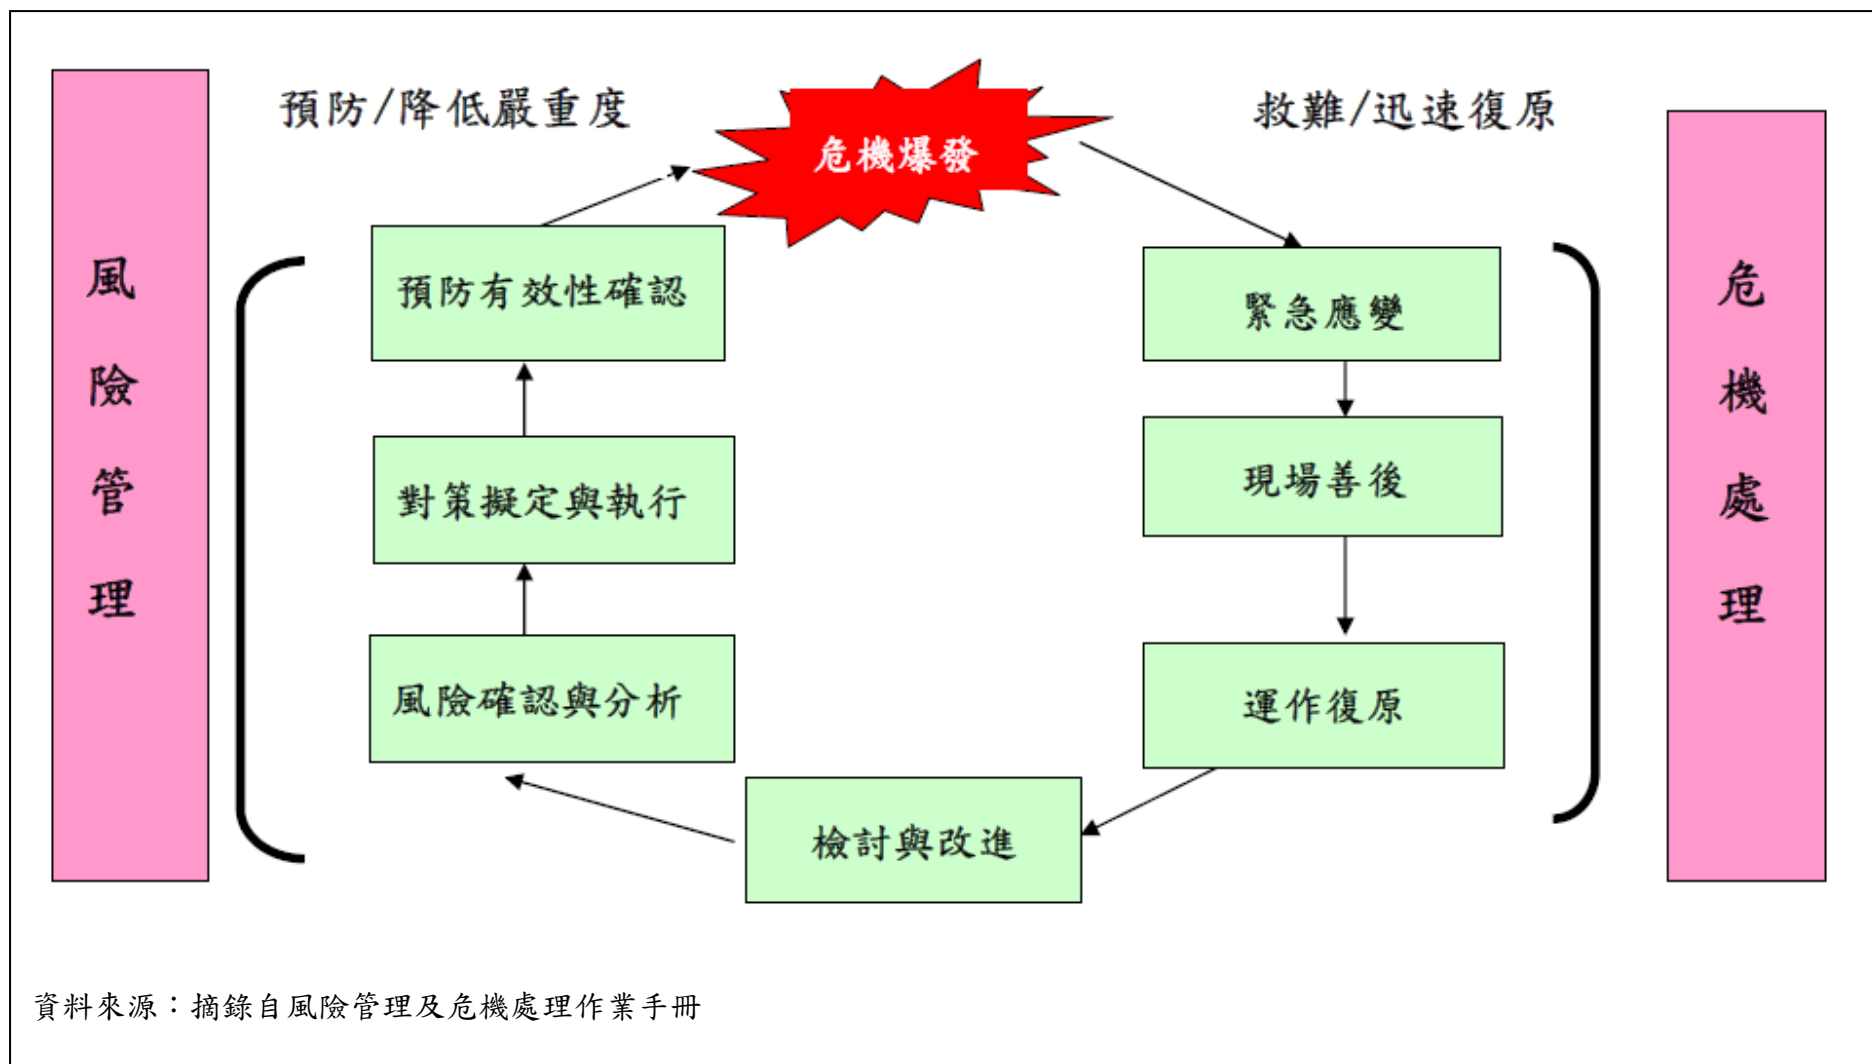 風險管理
預防/降低嚴重度
危機爆發
救難/迅速復原
危機處理
預防有效性確認
對策擬定與執行
風險確認與分析
緊急應變
現場善後
運作復原
檢討與改進
資料來源：摘錄自風險管理及危機處理作業手冊